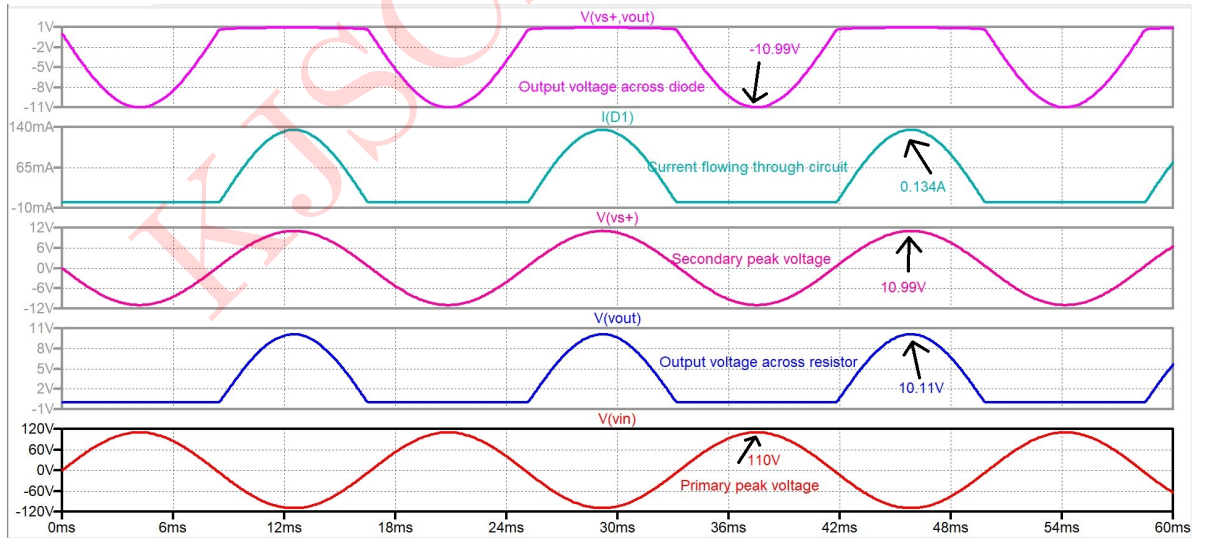 V(vs+,vout)
1V
-2V
-5V
-8V
-11V
-10.99V
Output voltage across diode
I(D1)
140mA
65mA
-10mA
Current flowing through circuit
0.134A
V(vs+)
12V
6V
0V
-6V
-12V
Secondary peak voltage
10.99V
V(vout)
11V
8V
5V
2V
-1V
Output voltage across resistor
10.11V
V(vin)
120V
60V
0V
-60V
-120V
110V
Primary peak voltage
0ms 6ms 12ms 18ms 24ms 30ms 36ms 42ms 48ms 54ms 60ms